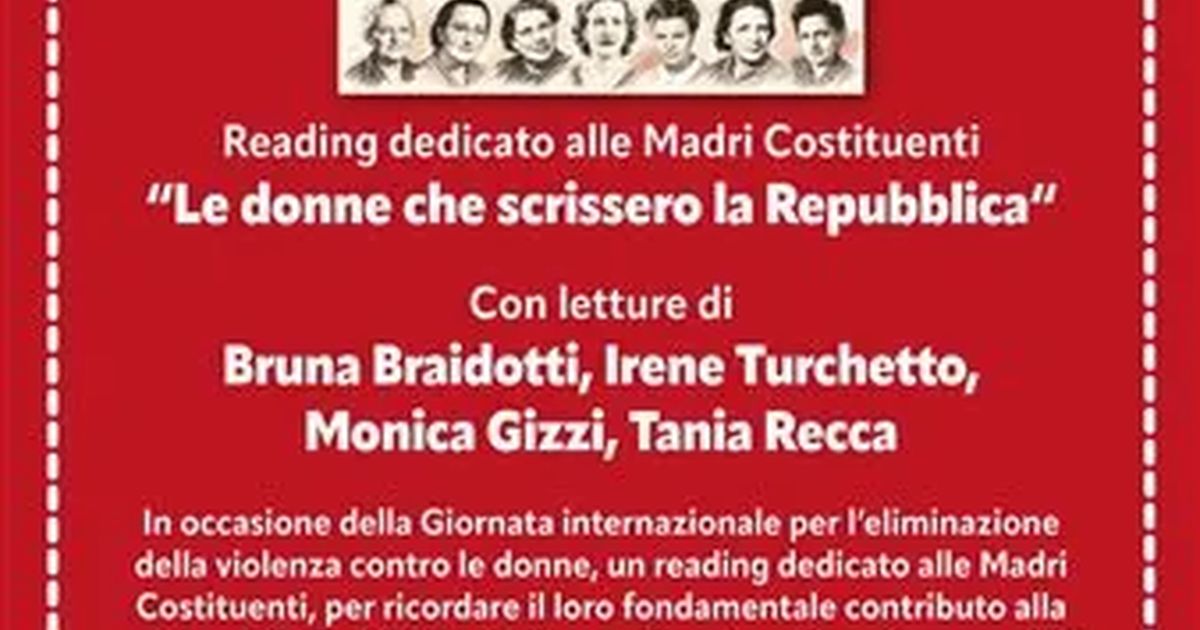 Reading dedicato alle Madri Costituenti
“Le donne che scrissero la Repubblica“
Con letture di
Bruna Braidotti, Irene Turchetto,
Monica Gizzi, Tania Recca
In occasione della Giornata internazionale per l’eliminazione
della violenza contro le donne, un reading dedicato alle Madri
Costituenti, per ricordare il loro fondamentale contributo alla